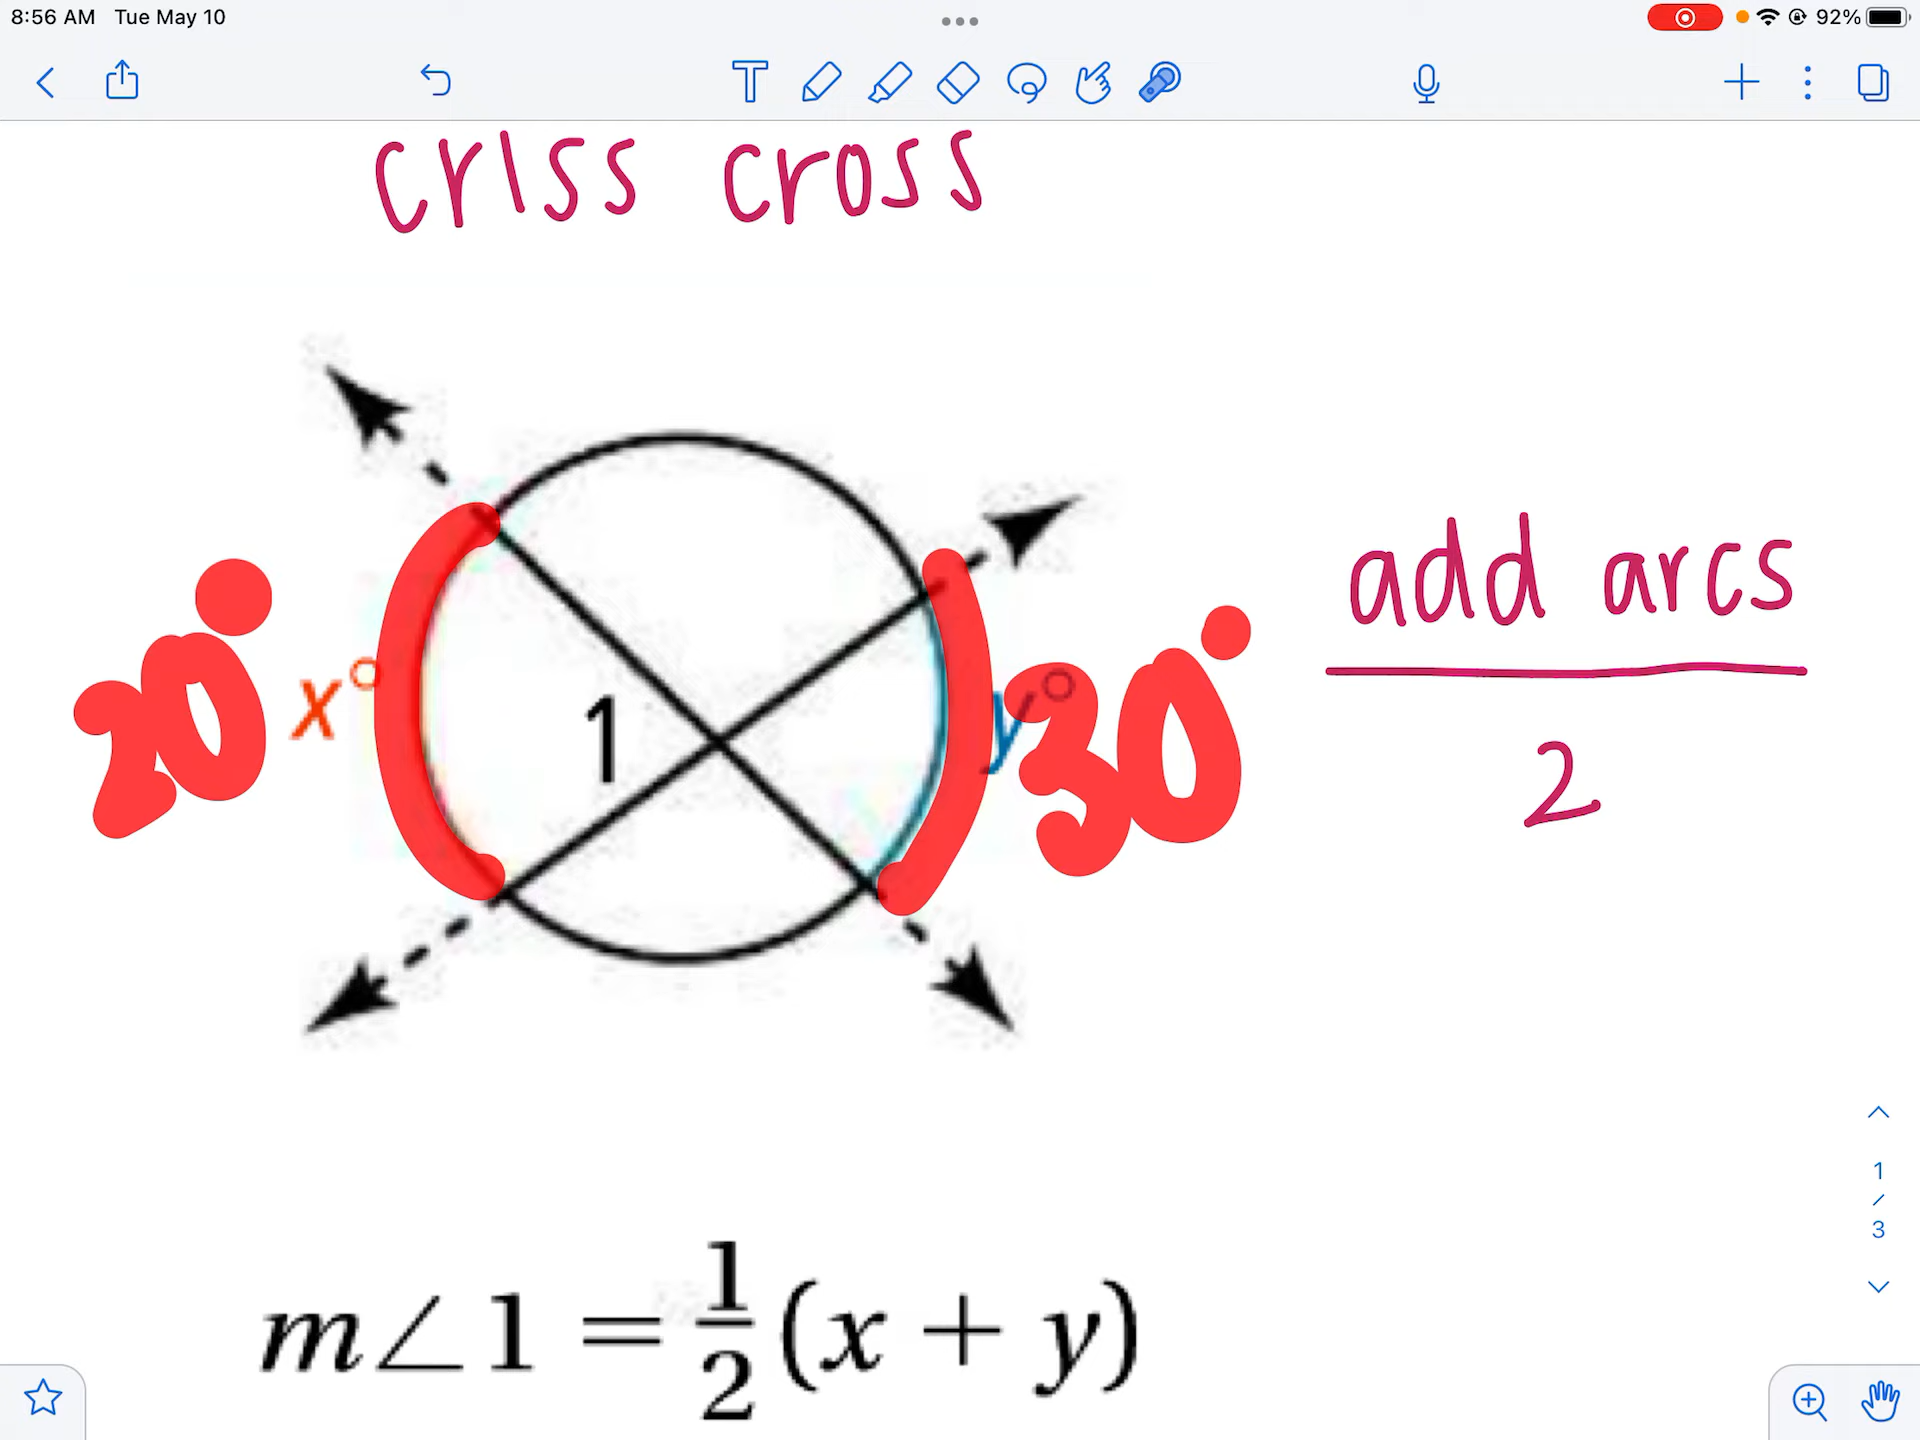 8:56 AM Tue May 10
92%
criss cross
20°
x°
1
y°
30°
add arcs
2
1
/
3
m∠1 = 1/2 (x + y)